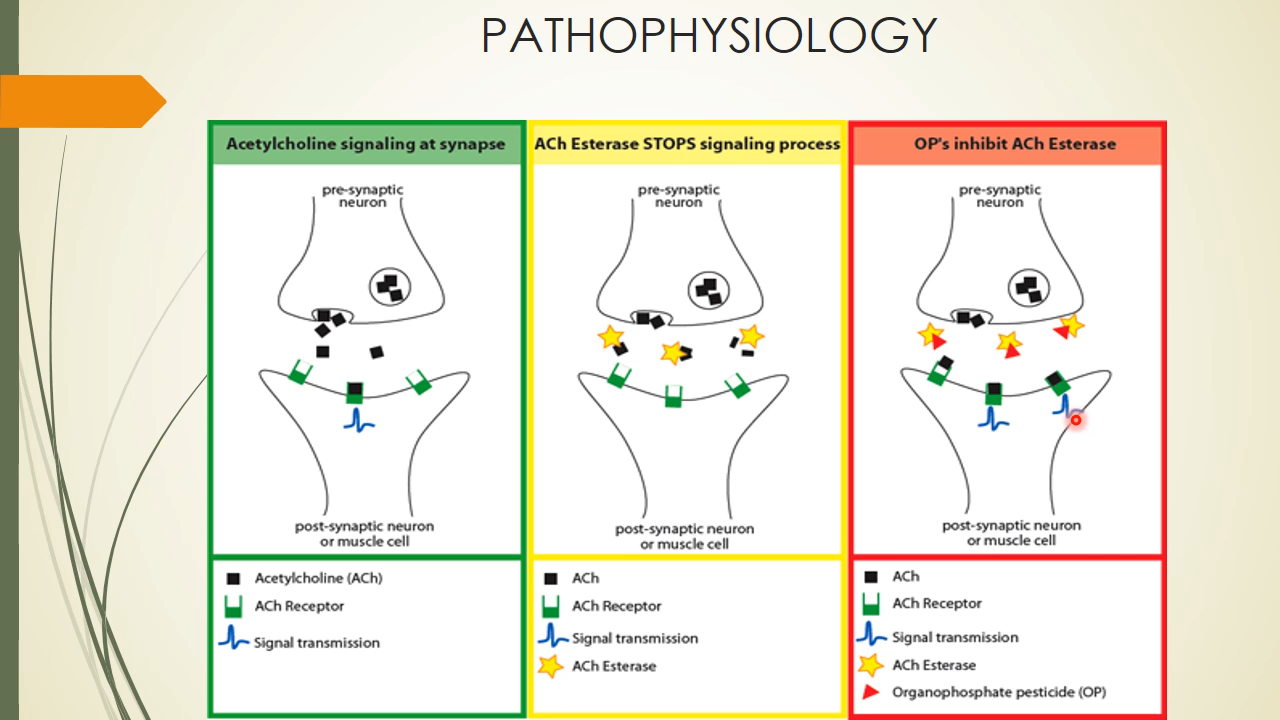 PATHOPHYSIOLOGY
Acetylcholine signaling at synapse
pre-synaptic
neuron
post-synaptic neuron
or muscle cell
Acetylcholine (ACh)
ACh Receptor
Signal transmission
ACh Esterase STOPS signaling process
pre-synaptic
neuron
post-synaptic neuron
or muscle cell
ACh
ACh Receptor
Signal transmission
ACh Esterase
OP's inhibit ACh Esterase
pre-synaptic
neuron
post-synaptic neuron
or muscle cell
ACh
ACh Receptor
Signal transmission
ACh Esterase
Organophosphate pesticide (OP)